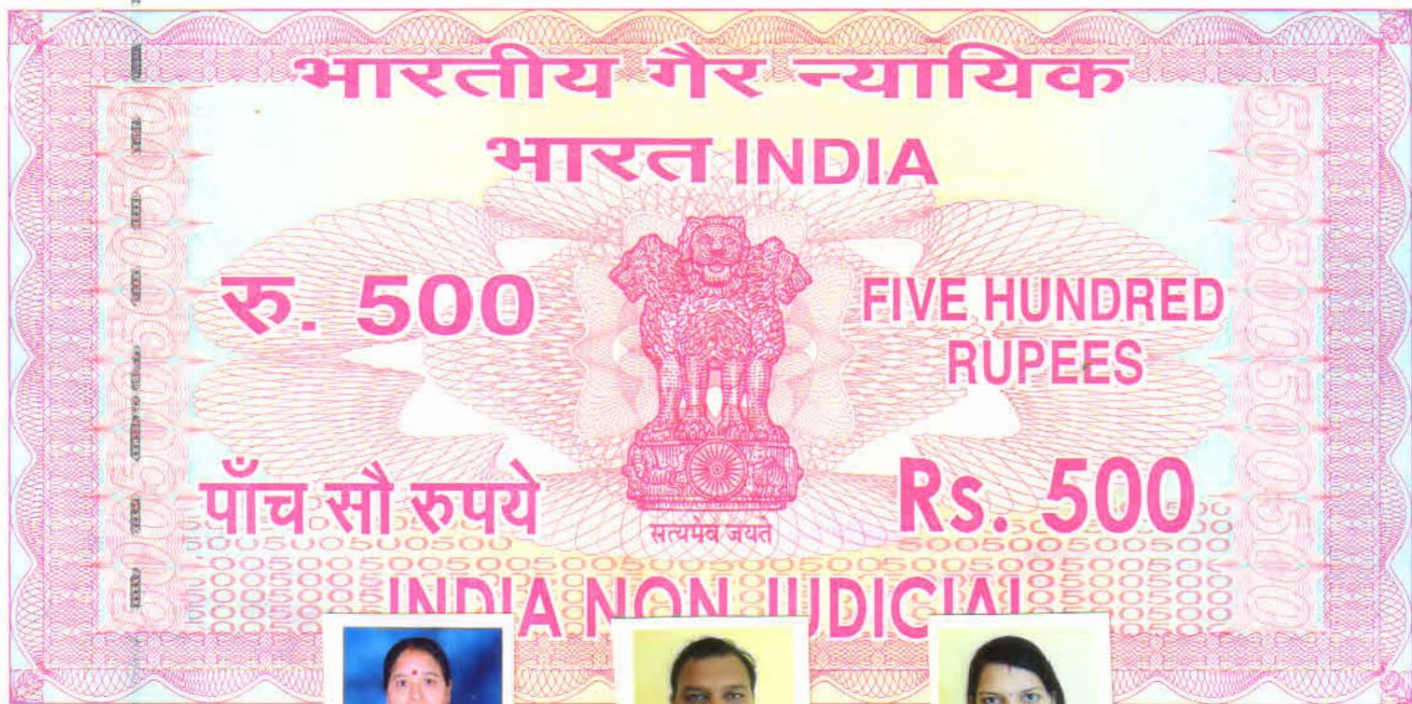 भारतीय गैर न्यायिक
भारत INDIA
रु. 500
FIVE HUNDRED
RUPEES
पाँच सौ रुपये
सत्यमेव जयते
Rs. 500
INDIA NON JUDICIAL